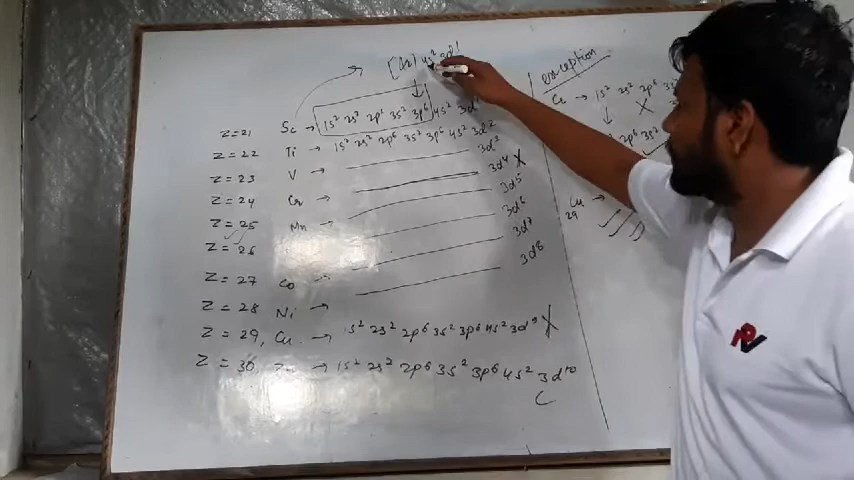 [Ar] 4s² 3d¹
exception
Z=21 Sc → 1s² 2s² 2p⁶ 3s² 3p⁶ 4s² 3d¹
Z = 22 Ti → 1s² 2s² 2p⁶ 3s² 3p⁶ 4s² 3d²
Z = 23 V → 3d³
Z = 24 Cr → 3d⁴ X
Z = 25 Mn → 3d⁵
Z = 26 3d⁶
Z = 27 Co → 3d⁷
Z = 28 Ni → 3d⁸
Z = 29, Cu → 1s² 2s² 2p⁶ 3s² 3p⁶ 4s² 3d⁹ X
Z = 30 Zn → 1s² 2s² 2p⁶ 3s² 3p⁶ 4s² 3d¹⁰
Cr → 1s² 2s² 2p⁶
X 3d
2p⁶ 3s²
Cu →
29